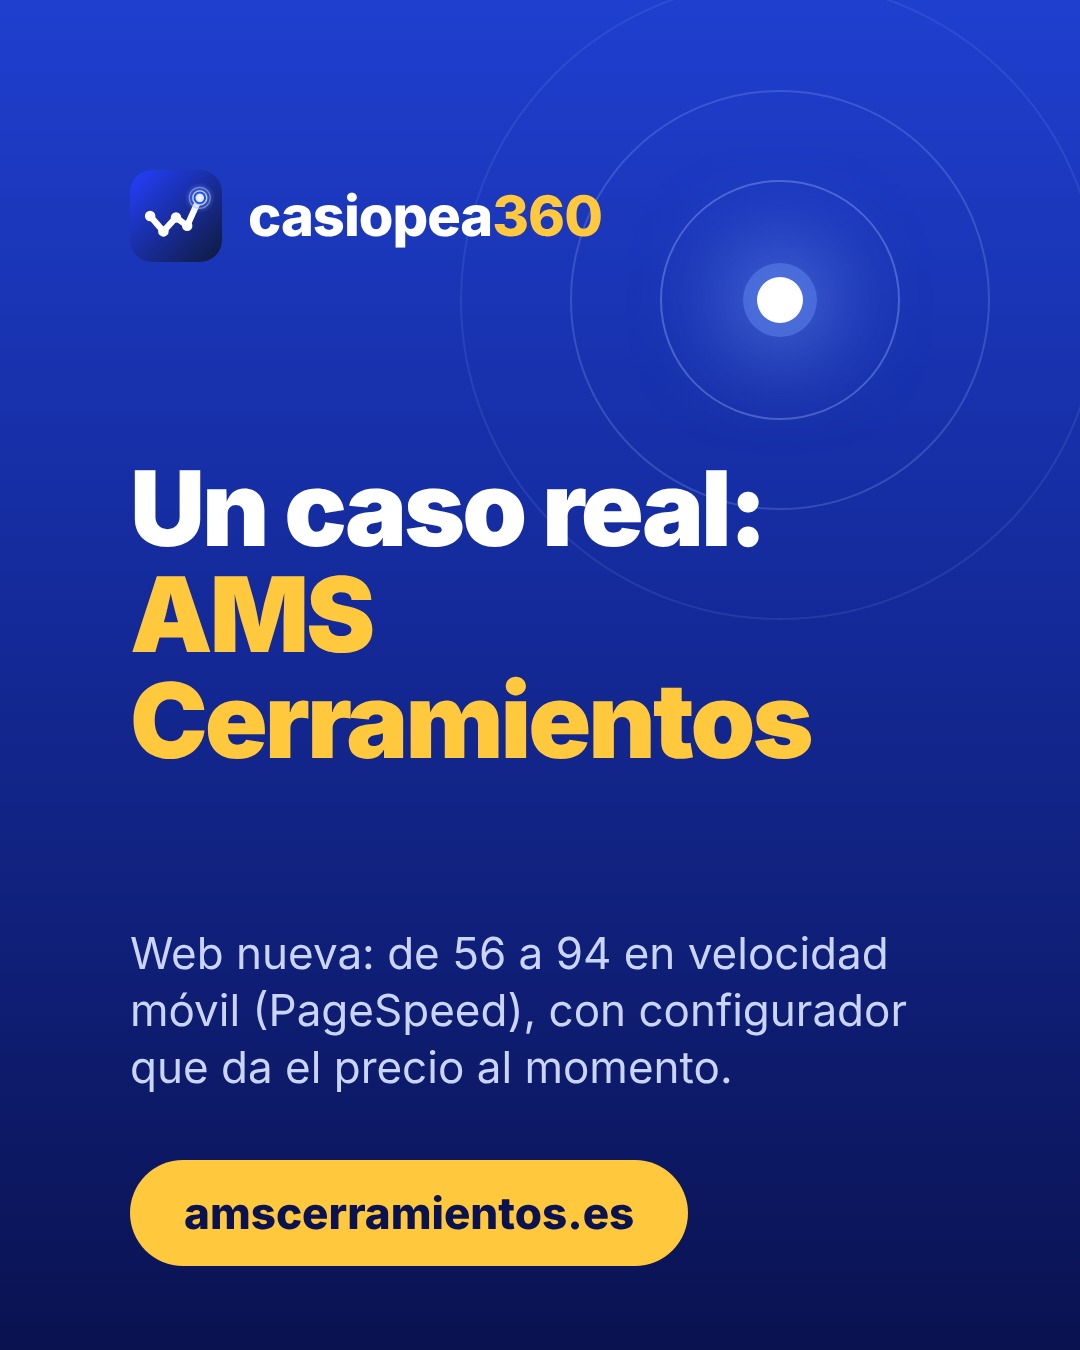 casiopea360
Un caso real:
AMS
Cerramientos
Web nueva: de 56 a 94 en velocidad
móvil (PageSpeed), con configurador
que da el precio al momento.
amscerramientos.es